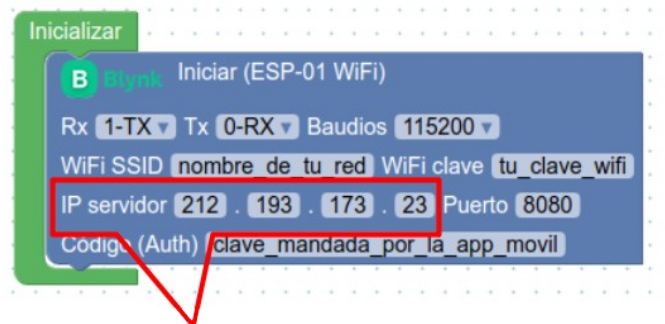 Inicializar
B Blynk Iniciar (ESP-01 WiFi)
Rx 1-TX Tx 0-RX Baudios 115200
WiFi SSID nombre_de_tu_red WiFi clave tu_clave_wifi
IP servidor 212 . 193 . 173 . 23 Puerto 8080
Código (Auth) clave_mandada_por_la_app_movil